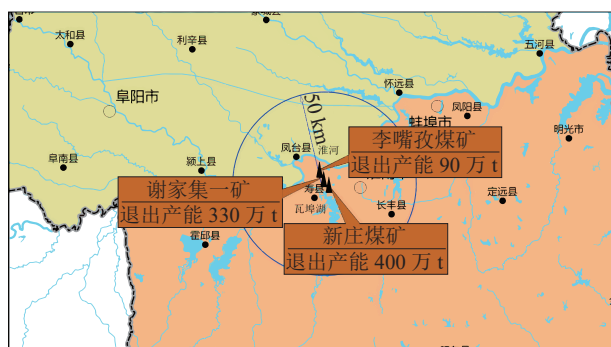 太和县
利辛县
五河县
怀远县
阜阳市
凤阳县
蚌埠市
50 km
明光市
凤台县
淮河
李嘴孜煤矿
退出产能 90 万 t
阜南县
颍上县
谢家集一矿
退出产能 330 万 t
寿县
定远县
瓦埠湖
长丰县
新庄煤矿
退出产能 400 万 t
霍邱县